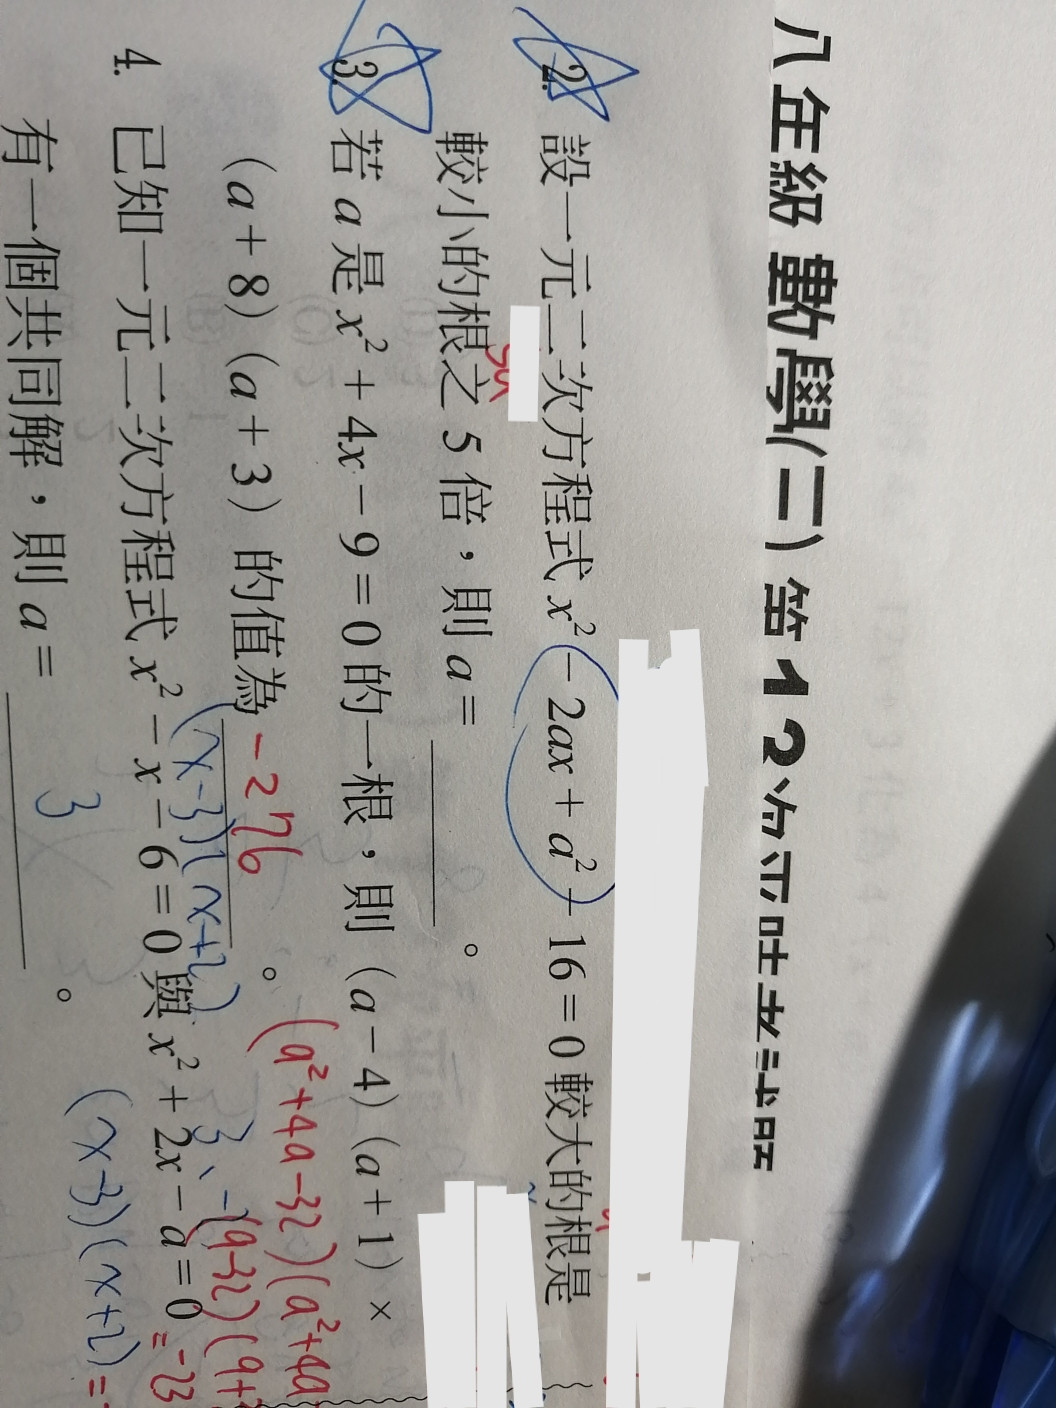 八年級 數學(二) 第12次
2. 設一元二次方程式 x² − 2ax + a² − 16 = 0 較大的根是
較小的根之 5 倍，則 a = ________。
3. 若 a 是 x² + 4x − 9 = 0 的一根，則 (a − 4) (a + 1) ×
(a + 8) (a + 3) 的值為 −276。
(a²+4a−32)(a²+4a
4. 已知一元二次方程式 x² − x − 6 = 0 與 x² + 2x − a = 0
(x−3)(x+2)
3、−
(9−32)(9+3
= −23
有一個共同解，則 a = ________。
3
(x−3)(x+2) =